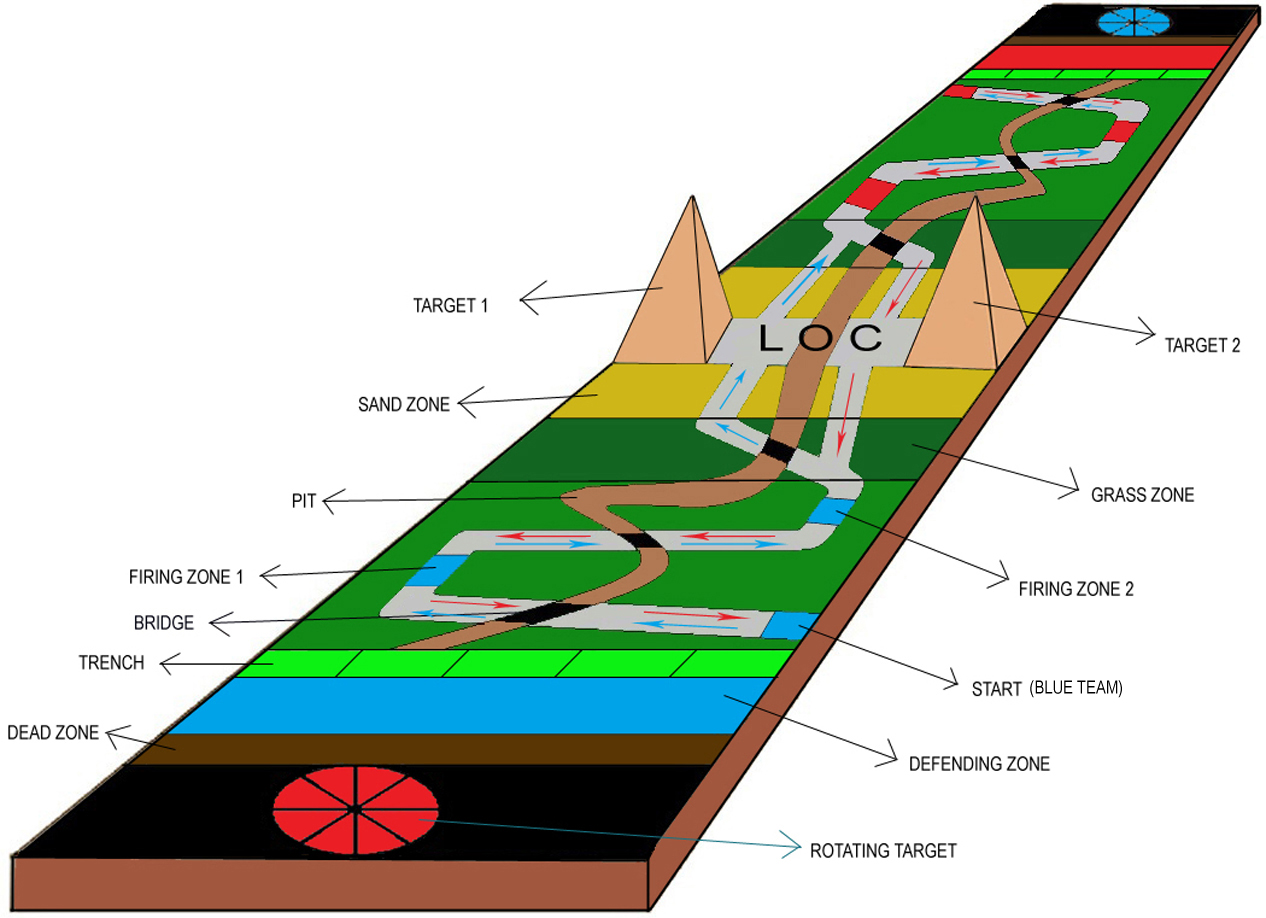 TARGET 1
LOC
TARGET 2
SAND ZONE
PIT
GRASS ZONE
FIRING ZONE 1
FIRING ZONE 2
BRIDGE
TRENCH
START (BLUE TEAM)
DEAD ZONE
DEFENDING ZONE
ROTATING TARGET